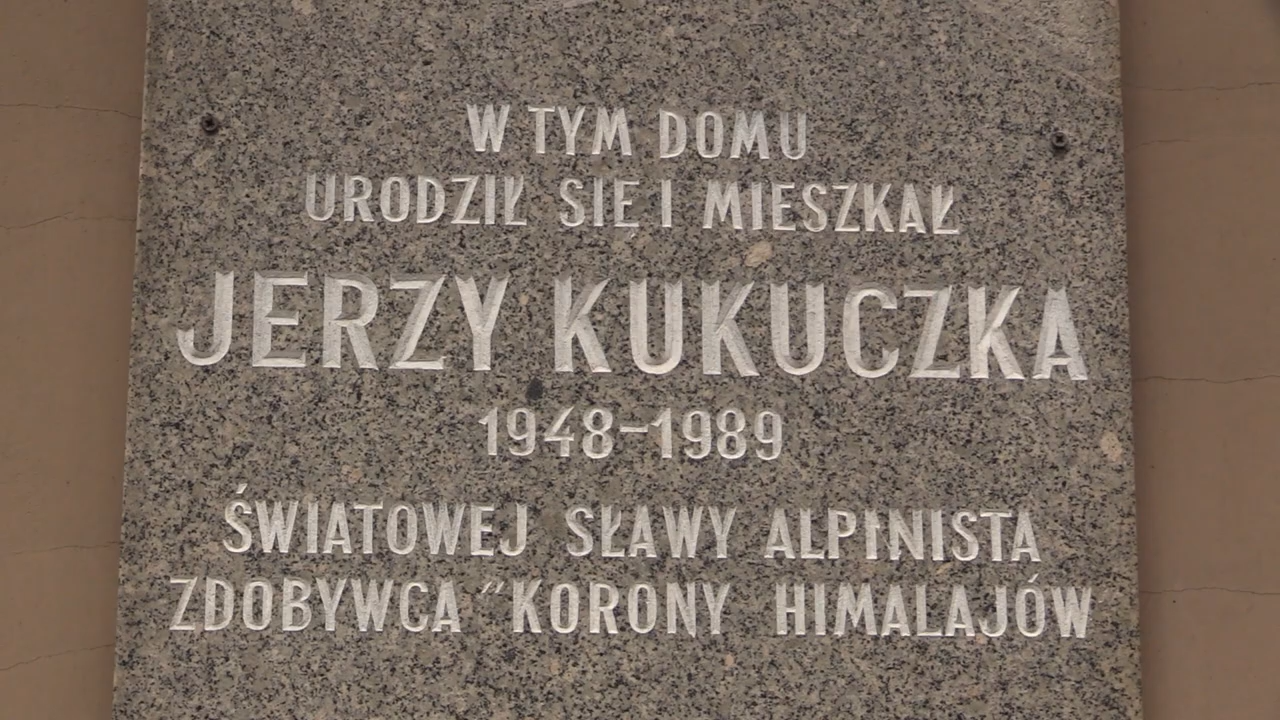 W TYM DOMU
URODZIŁ SIĘ I MIESZKAŁ
JERZY KUKUCZKA
1948-1989
ŚWIATOWEJ SŁAWY ALPINISTA
ZDOBYWCA "KORONY HIMALAJÓW